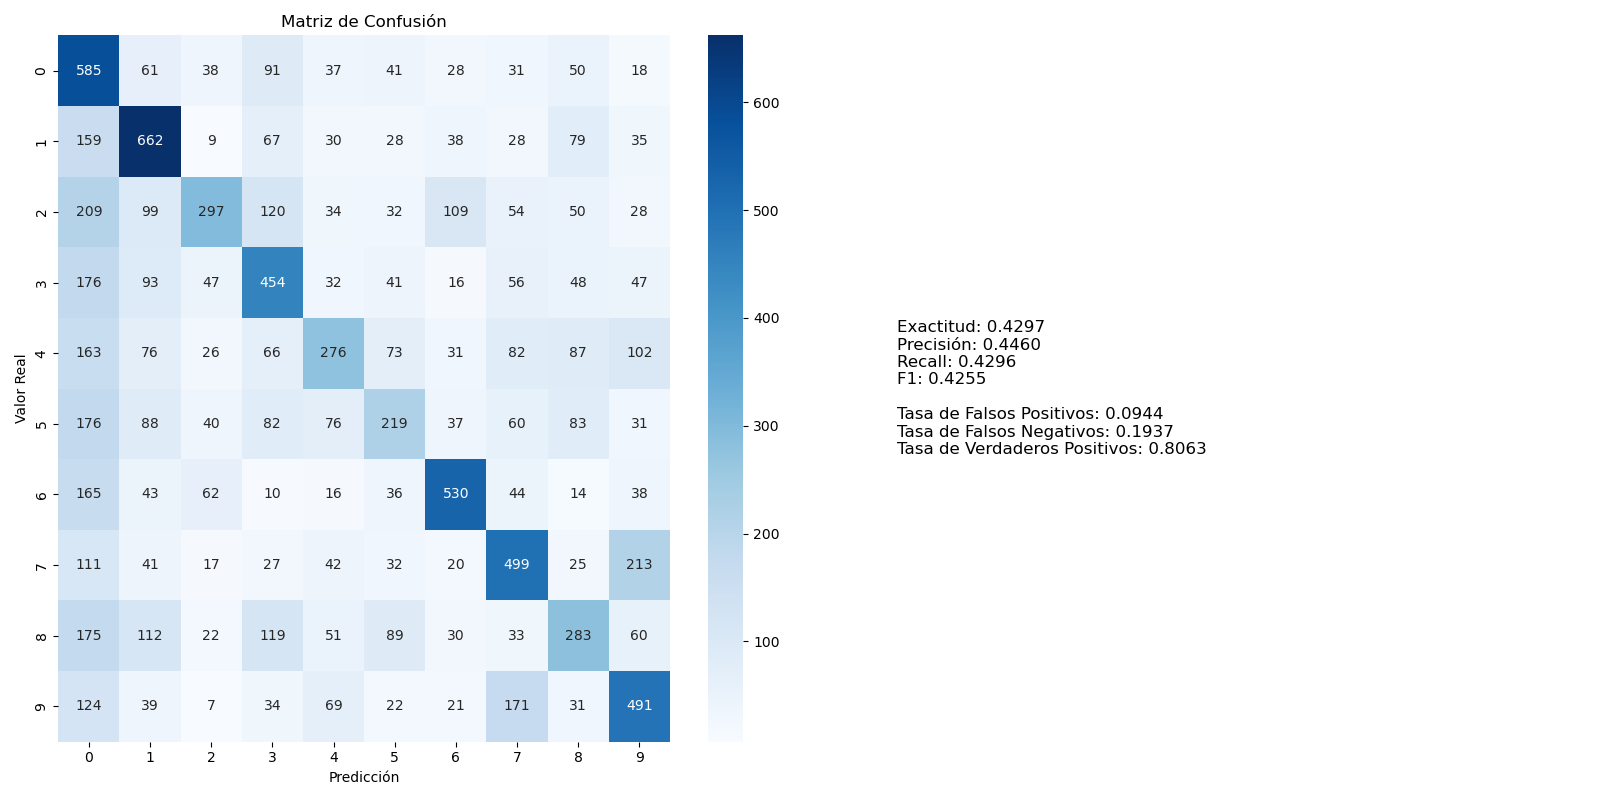 Matriz de Confusión
0 585 61 38 91 37 41 28 31 50 18
1 159 662 9 67 30 28 38 28 79 35
2 209 99 297 120 34 32 109 54 50 28
3 176 93 47 454 32 41 16 56 48 47
4 163 76 26 66 276 73 31 82 87 102
5 176 88 40 82 76 219 37 60 83 31
6 165 43 62 10 16 36 530 44 14 38
7 111 41 17 27 42 32 20 499 25 213
8 175 112 22 119 51 89 30 33 283 60
9 124 39 7 34 69 22 21 171 31 491
0 1 2 3 4 5 6 7 8 9
Predicción
Valor Real
600
500
400
300
200
100
Exactitud: 0.4297
Precisión: 0.4460
Recall: 0.4296
F1: 0.4255
Tasa de Falsos Positivos: 0.0944
Tasa de Falsos Negativos: 0.1937
Tasa de Verdaderos Positivos: 0.8063